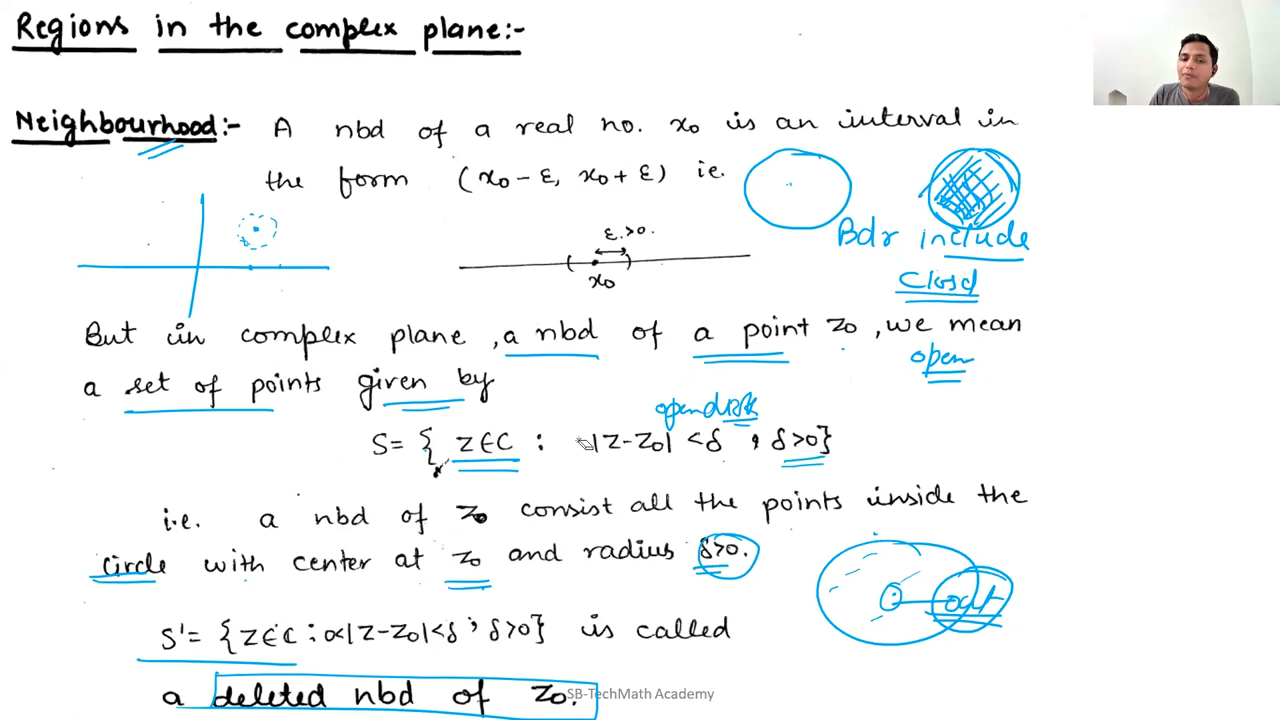 Regions in the complex plane:-
Neighbourhood:- A nbd of a real no. x₀ is an interval in
the form (x₀-ε, x₀+ε) i.e.
Bdr include
Closd
ε>0.
x₀
But in complex plane, a nbd of a point z₀, we mean
open
a set of points given by
opendisk
S= { z∈C : |z-z₀| <δ , δ>0}
i.e. a nbd of z₀ consist all the points inside the
circle with center at z₀ and radius δ>0.
out
S'= {z∈C : 0<|z-z₀|<δ , δ>0} is called
a deleted nbd of z₀.
SB-TechMath Academy